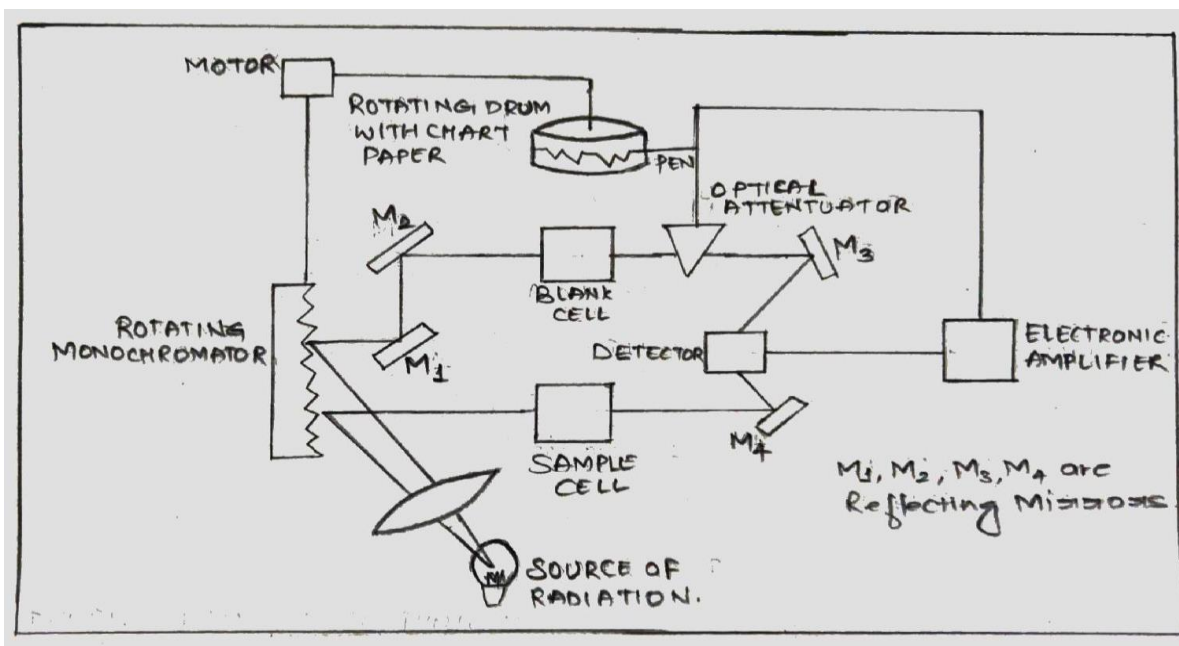 MOTOR
ROTATING DRUM
WITH CHART
PAPER
PEN
OPTICAL
ATTENTUATOR
M2
M3
BLANK
CELL
ROTATING
MONOCHROMATOR
M1
DETECTOR
ELECTRONIC
AMPLIFIER
SAMPLE
CELL
M4
M1, M2, M3, M4 are
Reflecting Mirrors
SOURCE OF
RADIATION.